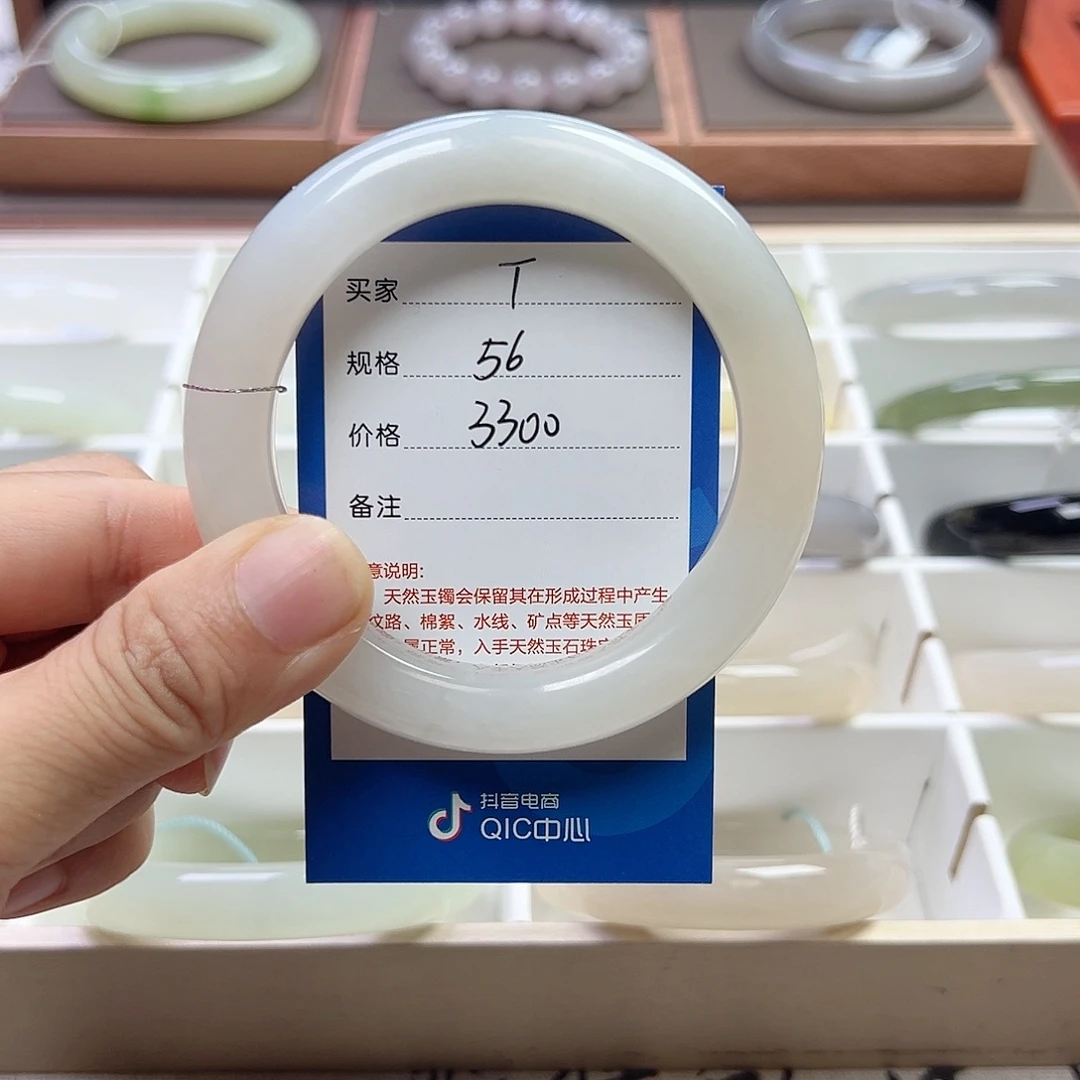 买家 T
规格 56
价格 3300
备注
意说明:
天然玉镯会保留其在形成过程中产生
纹路、棉絮、水线、矿点等天然玉质
属正常，入手天然玉石珠宝
抖音电商
QIC中心